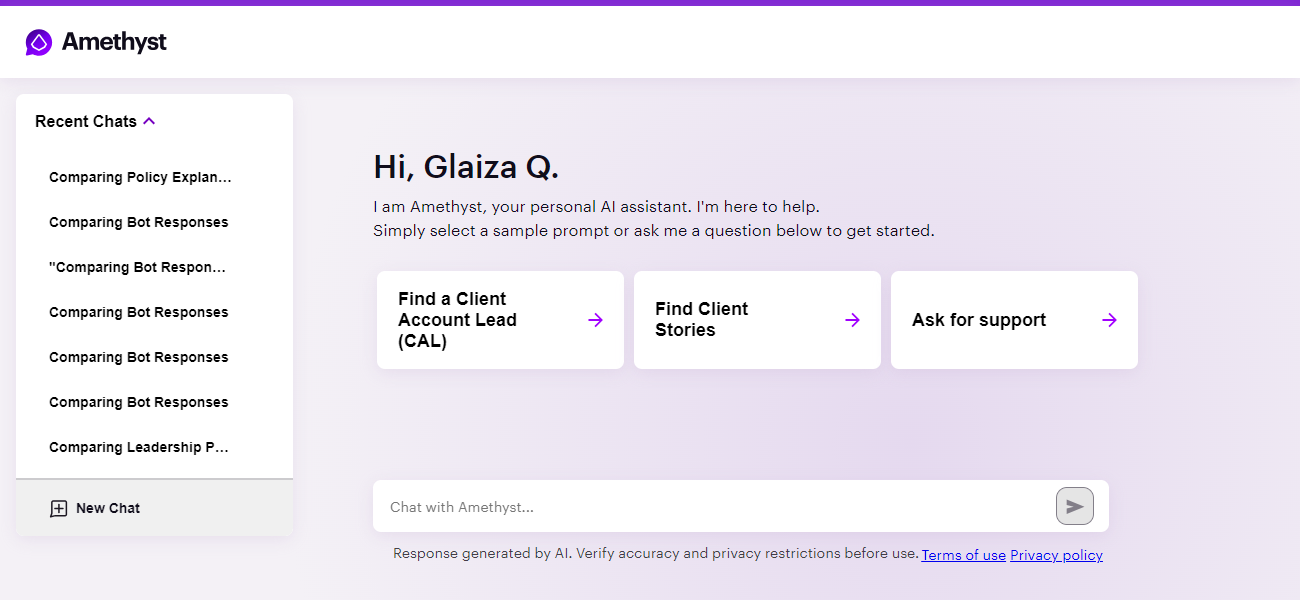 Amethyst
Recent Chats
Comparing Policy Explan...
Comparing Bot Responses
"Comparing Bot Respon...
Comparing Bot Responses
Comparing Bot Responses
Comparing Bot Responses
Comparing Leadership P...
New Chat
Hi, Glaiza Q.
I am Amethyst, your personal AI assistant. I'm here to help.
Simply select a sample prompt or ask me a question below to get started.
Find a Client
Account Lead
(CAL)
Find Client
Stories
Ask for support
Chat with Amethyst...
Response generated by AI. Verify accuracy and privacy restrictions before use. Terms of use Privacy policy